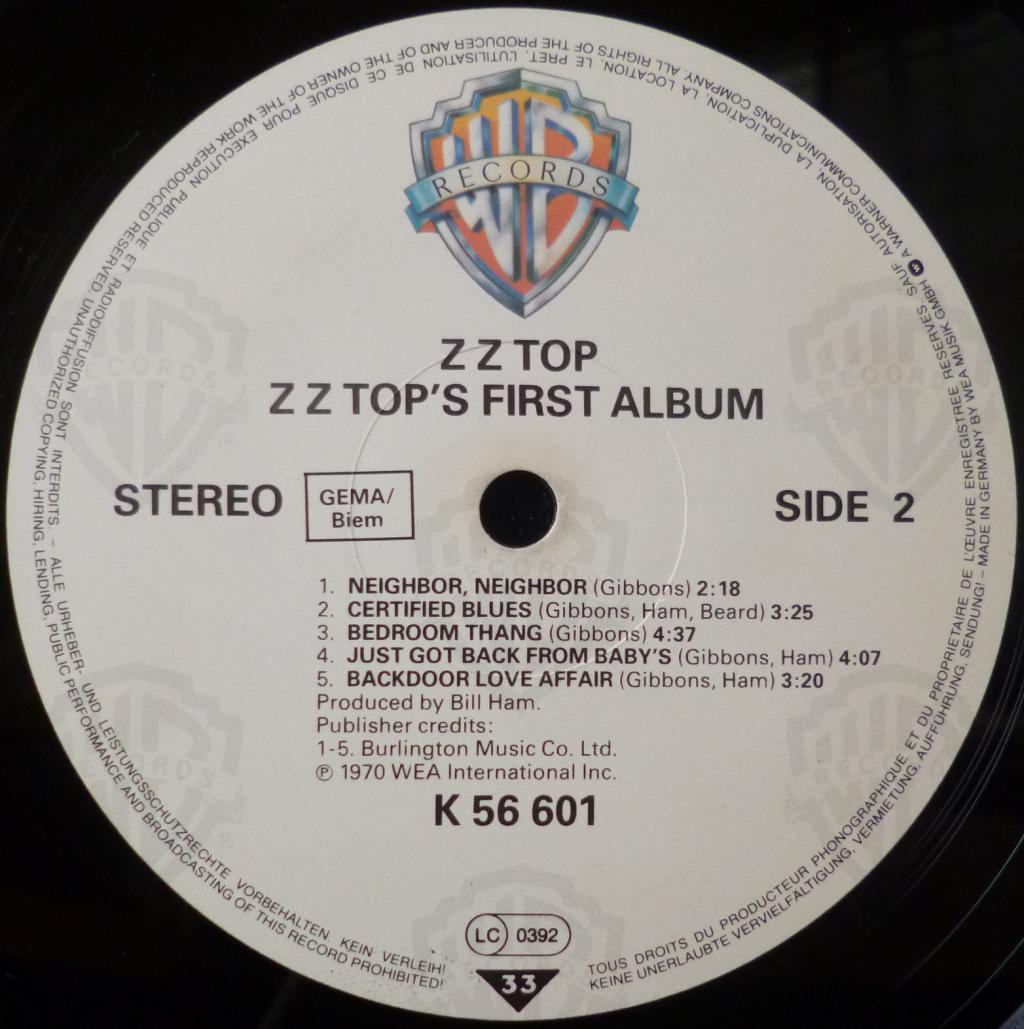 WB
RECORDS
Z Z TOP
Z Z TOP'S FIRST ALBUM
STEREO
GEMA/
Biem
SIDE 2
1. NEIGHBOR, NEIGHBOR (Gibbons) 2:18
2. CERTIFIED BLUES (Gibbons, Ham, Beard) 3:25
3. BEDROOM THANG (Gibbons) 4:37
4. JUST GOT BACK FROM BABY'S (Gibbons, Ham) 4:07
5. BACKDOOR LOVE AFFAIR (Gibbons, Ham) 3:20
Produced by Bill Ham.
Publisher credits:
1-5. Burlington Music Co. Ltd.
℗ 1970 WEA International Inc.
K 56 601
LC 0392
33
TOUS DROITS DU PRODUCTEUR PHONOGRAPHIQUE ET DU PROPRIETAIRE DE L'ŒUVRE ENREGISTREE RESERVES. SAUF AUTORISATION, LA DUPLICATION, LA LOCATION, LE PRET, L'UTILISATION DE CE DISQUE POUR EXECUTION PUBLIQUE ET RADIODIFFUSION SONT INTERDITS. – ALLE URHEBER- UND LEISTUNGSSCHUTZRECHTE VORBEHALTEN. KEIN VERLEIH!
KEINE UNERLAUBTE VERVIELFÄLTIGUNG, VERMIETUNG, AUFFÜHRUNG, SENDUNG! – MADE IN GERMANY BY WEA MUSIK GMBH A WARNER COMMUNICATIONS COMPANY. ALL RIGHTS OF THE PRODUCER AND OF THE OWNER OF THE WORK REPRODUCED RESERVED. UNAUTHORIZED COPYING, HIRING, LENDING, PUBLIC PERFORMANCE AND BROADCASTING OF THIS RECORD PROHIBITED!